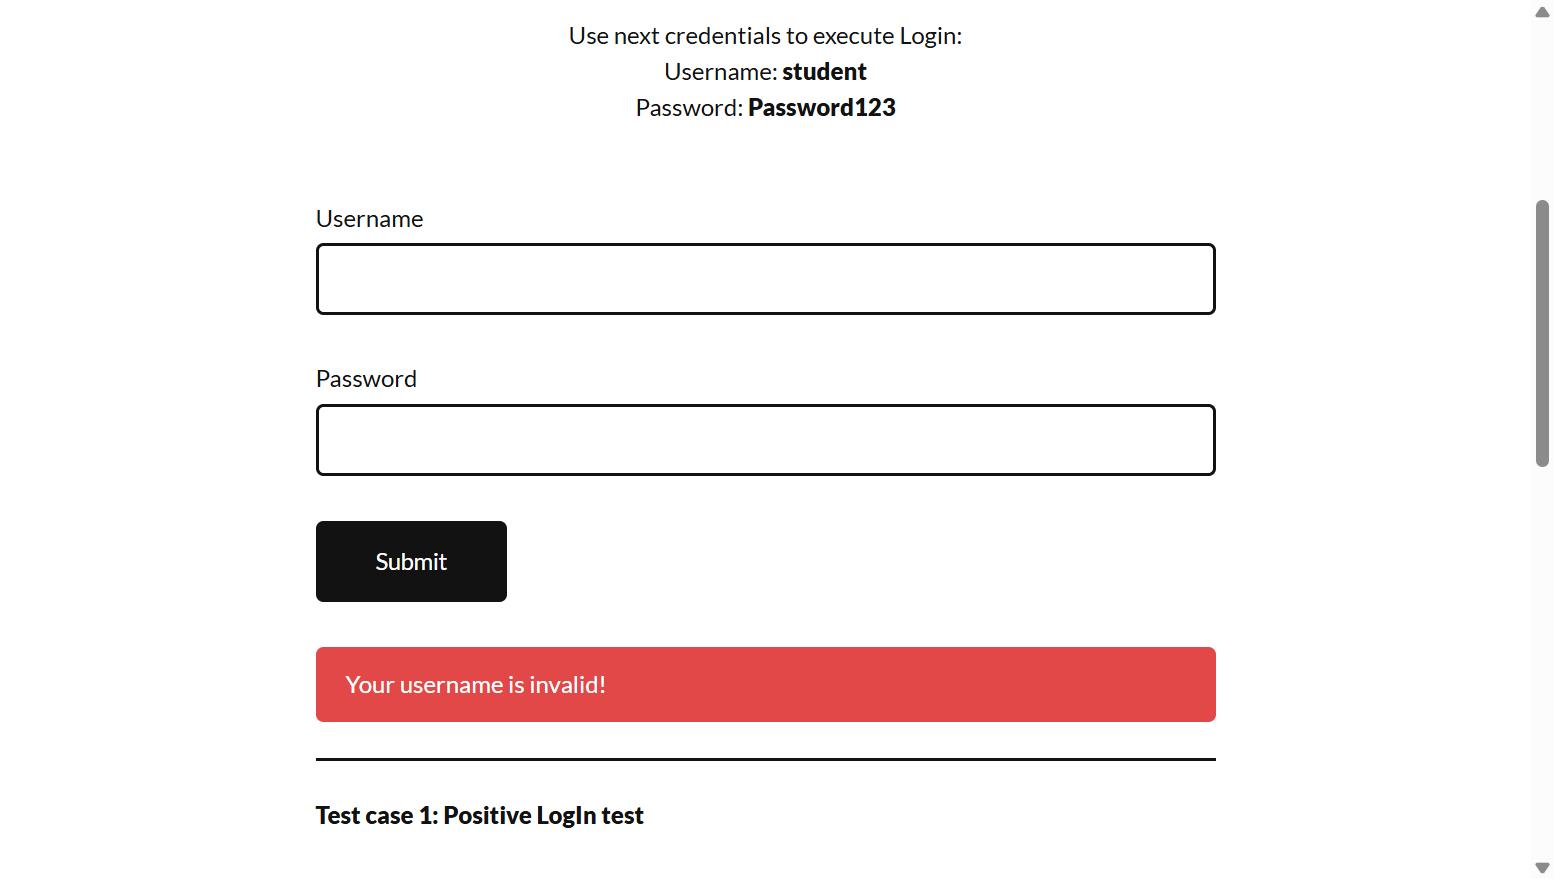 Use next credentials to execute Login:
Username: student
Password: Password123
Username
Password
Submit
Your username is invalid!
Test case 1: Positive LogIn test